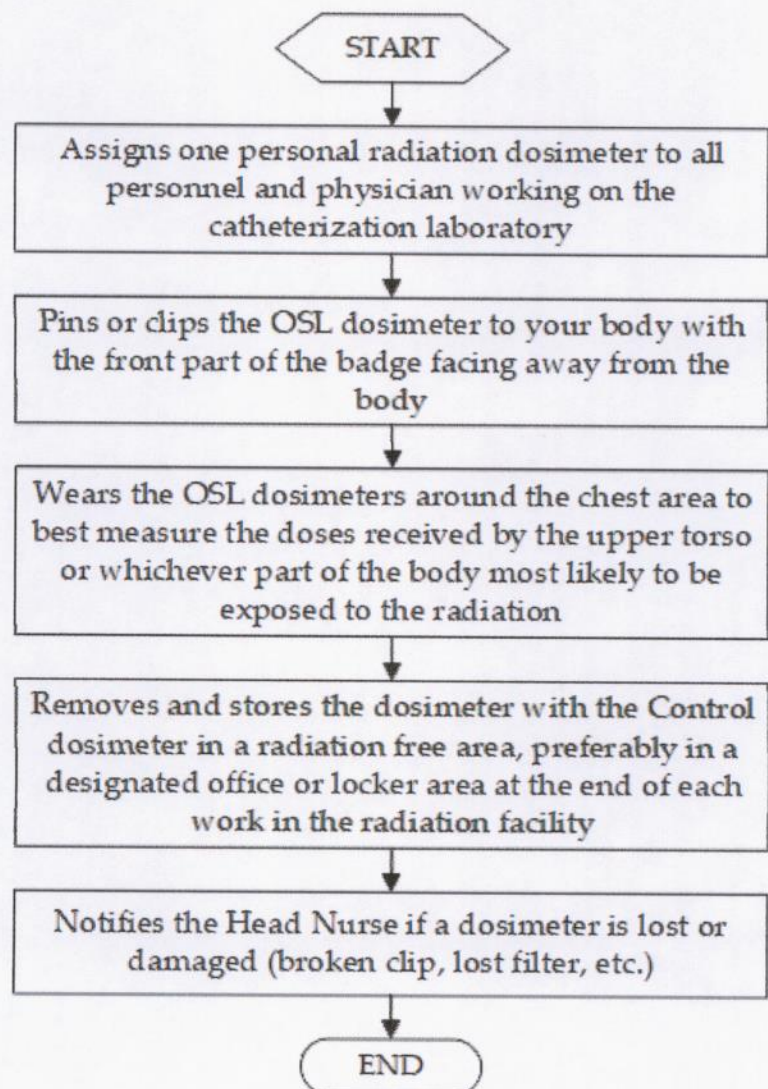 START
Assigns one personal radiation dosimeter to all
personnel and physician working on the
catheterization laboratory
Pins or clips the OSL dosimeter to your body with
the front part of the badge facing away from the
body
Wears the OSL dosimeters around the chest area to
best measure the doses received by the upper torso
or whichever part of the body most likely to be
exposed to the radiation
Removes and stores the dosimeter with the Control
dosimeter in a radiation free area, preferably in a
designated office or locker area at the end of each
work in the radiation facility
Notifies the Head Nurse if a dosimeter is lost or
damaged (broken clip, lost filter, etc.)
END